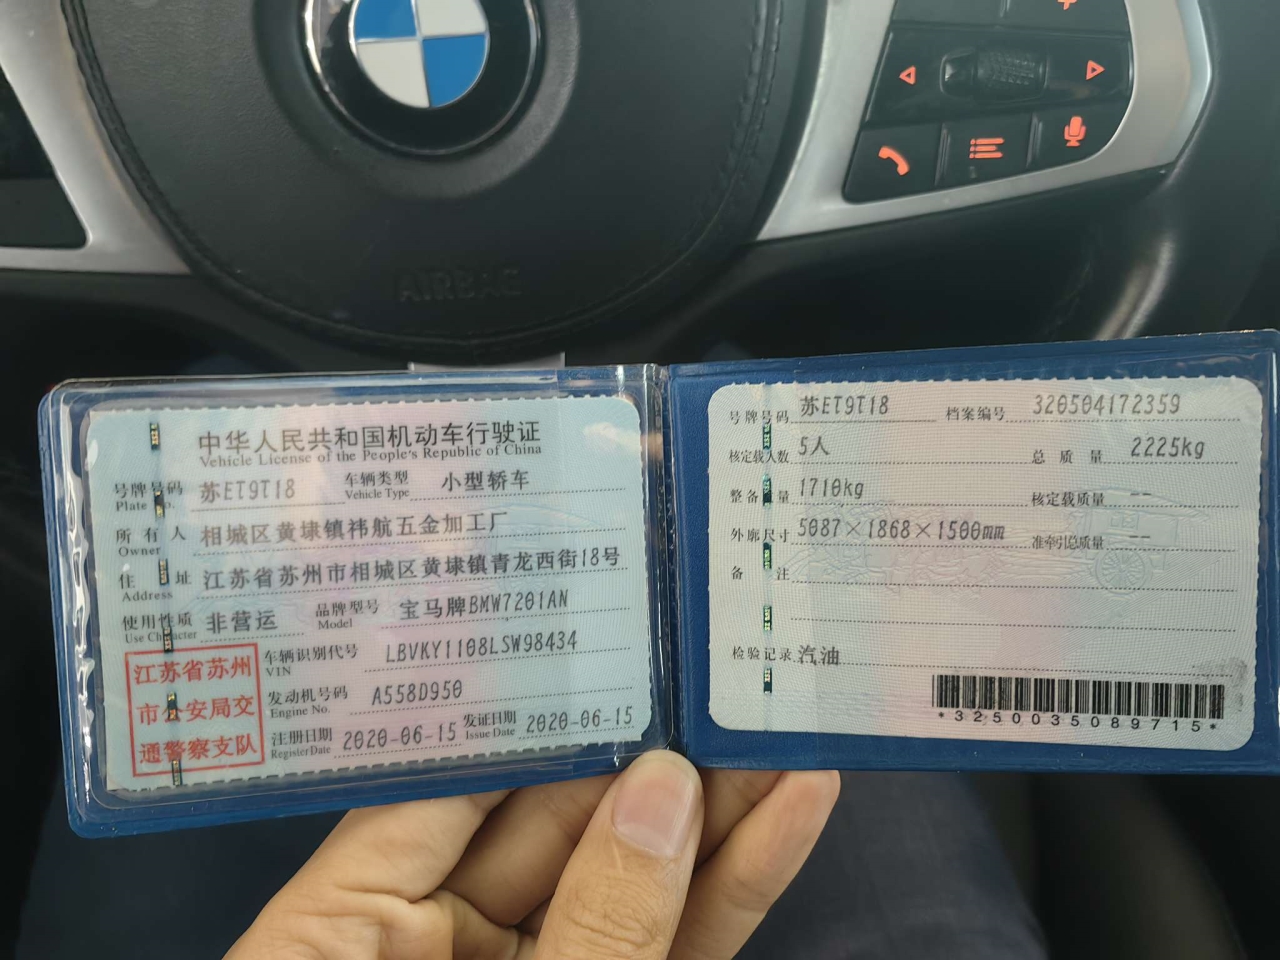 AIRBAG
中华人民共和国机动车行驶证
Vehicle License of the People's Republic of China
号牌号码 苏ET9T18 车辆类型 小型轿车
Plate No. Vehicle Type
所有人 相城区黄埭镇祎航五金加工厂
Owner
住址 江苏省苏州市相城区黄埭镇青龙西街18号
Address
使用性质 非营运 品牌型号 宝马牌BMW7201AN
Use Character Model
江苏省苏州
市公安局交
通警察支队
车辆识别代号 LBVKY1108LSW98434
VIN
发动机号码 A558D950
Engine No.
注册日期 2020-06-15 发证日期 2020-06-15
Register Date Issue Date
号牌号码 苏ET9T18 档案编号 320504172359
核定载人数 5人 总质量 2225kg
整备质量 1710kg 核定载质量 --
外廓尺寸 5087×1868×1500mm 准牵引总质量 --
备注
检验记录 汽油
*3250035089715*